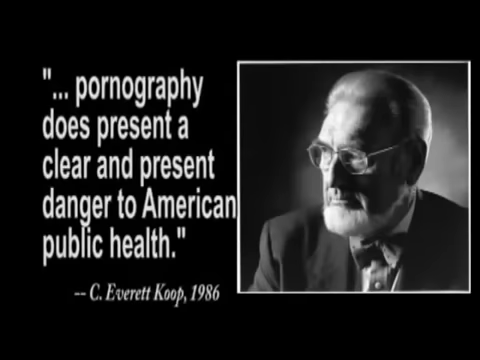 "... pornography
does present a
clear and present
danger to American
public health."
-- C. Everett Koop, 1986